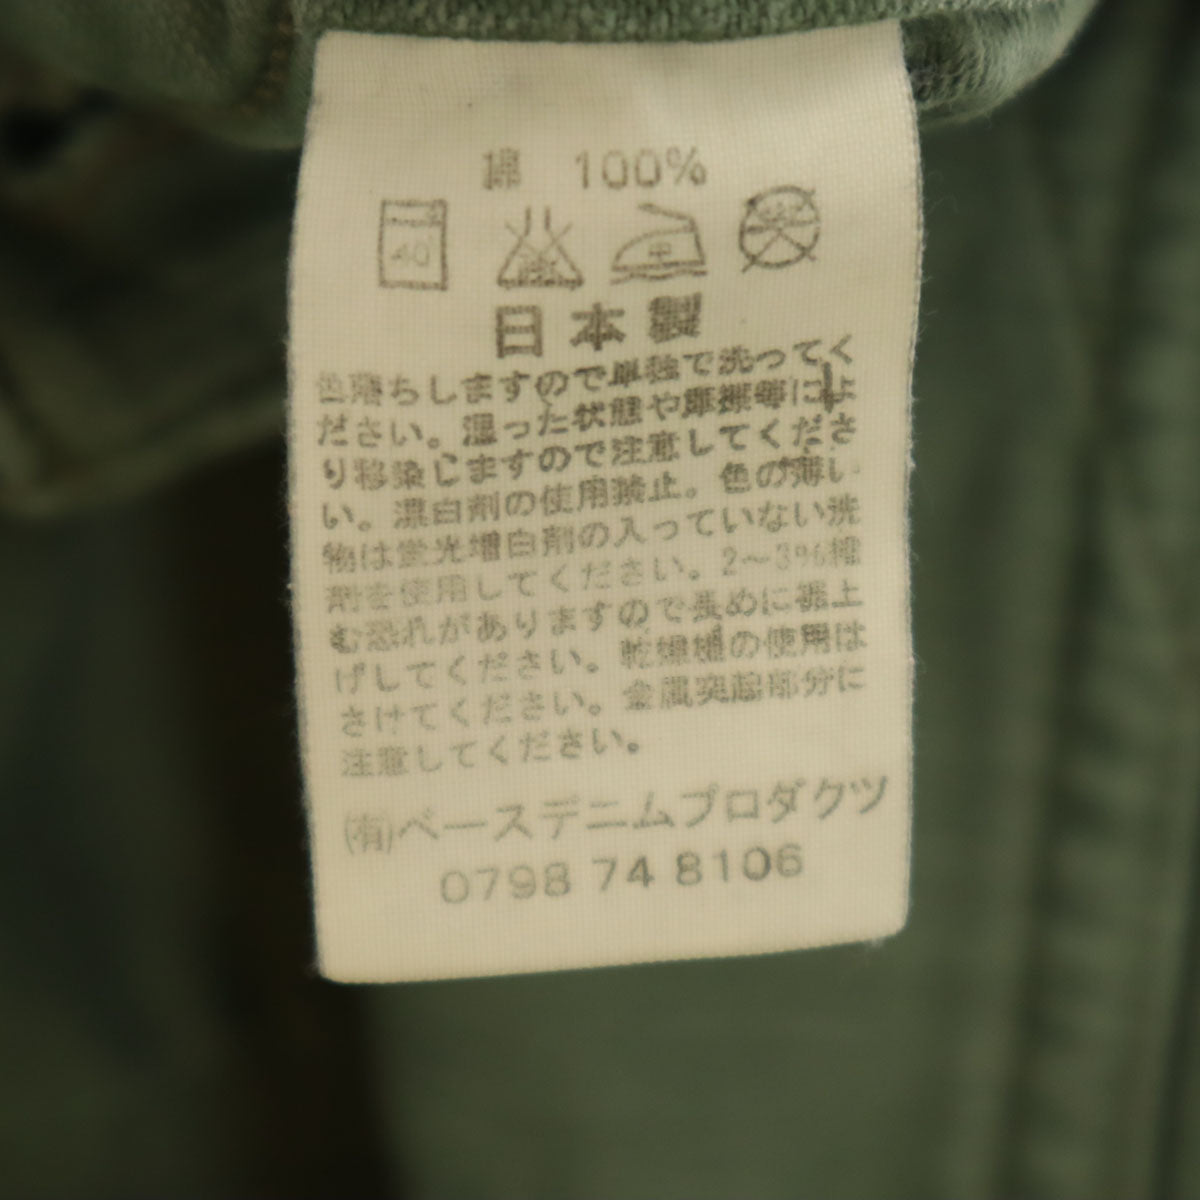 綿 100%
40
日本製
色落ちしますので単独で洗ってく
ださい。湿った状態や摩擦等によ
り移染しますので注意してくださ
い。漂白剤の使用禁止。色の薄い
物は蛍光増白剤の入っていない洗
剤を使用してください。2〜3%縮
む恐れがありますので長めに裾上
げしてください。乾燥機の使用は
さけてください。金属突起部分に
注意してください。
(有)ベースデニムプロダクツ
0798 74 8106